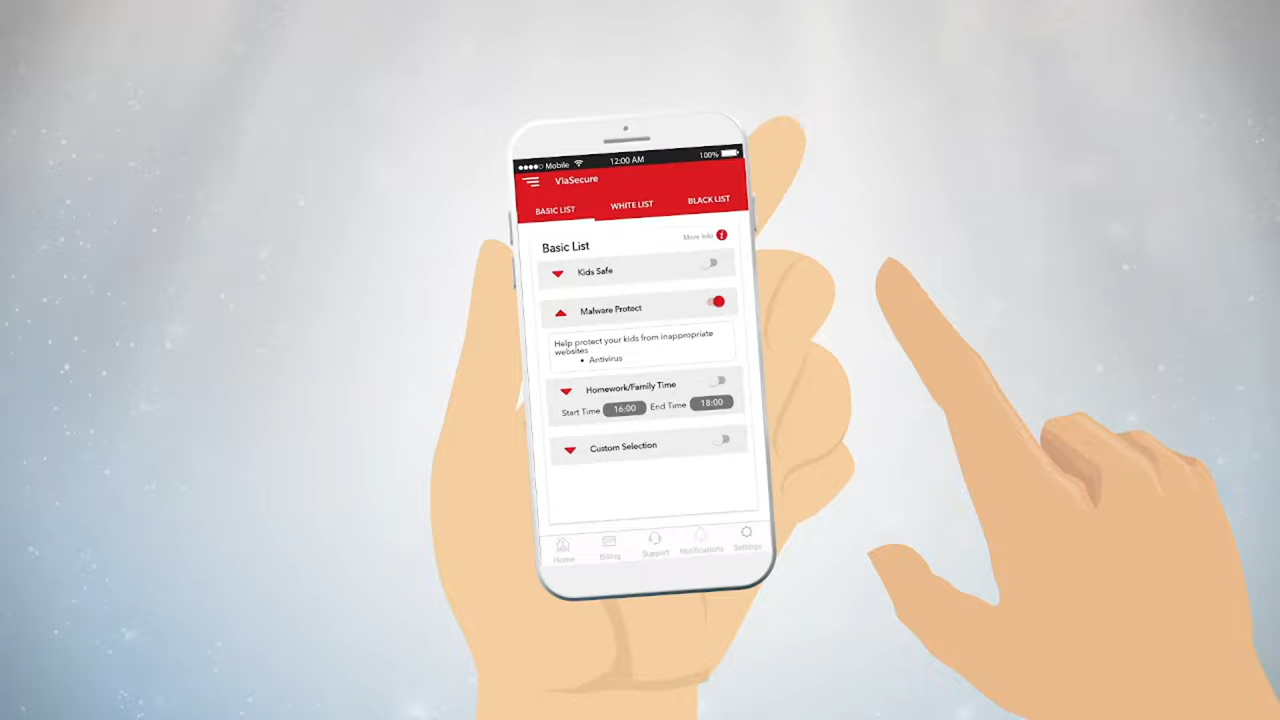 Mobile 12:00 AM 100%
ViaSecure
BASIC LIST WHITE LIST BLACK LIST
Basic List More Info i
Kids Safe
Malware Protect
Help protect your kids from inappropriate
websites
• Antivirus
Homework/Family Time
Start Time 16:00 End Time 18:00
Custom Selection
Home Billing Support Notifications Settings